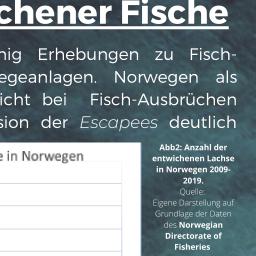 chener Fische
nig Erhebungen zu Fisch-
egeanlagen. Norwegen als
icht bei Fisch-Ausbrüchen
sion der Escapees deutlich
e in Norwegen
Abb2: Anzahl der
entwichenen Lachse
in Norwegen 2009-
2019.
Quelle:
Eigene Darstellung auf
Grundlage der Daten
des Norwegian
Directorate of
Fisheries